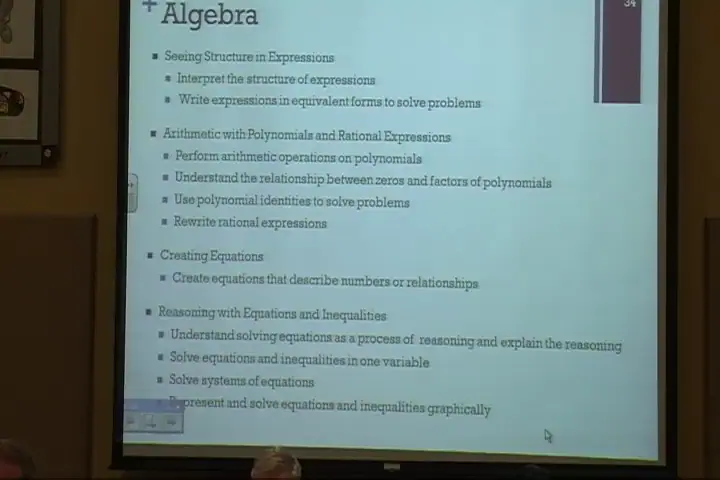 34
+ Algebra
Seeing Structure in Expressions
Interpret the structure of expressions
Write expressions in equivalent forms to solve problems
Arithmetic with Polynomials and Rational Expressions
Perform arithmetic operations on polynomials
Understand the relationship between zeros and factors of polynomials
Use polynomial identities to solve problems
Rewrite rational expressions
Creating Equations
Create equations that describe numbers or relationships
Reasoning with Equations and Inequalities
Understand solving equations as a process of reasoning and explain the reasoning
Solve equations and inequalities in one variable
Solve systems of equations
Represent and solve equations and inequalities graphically